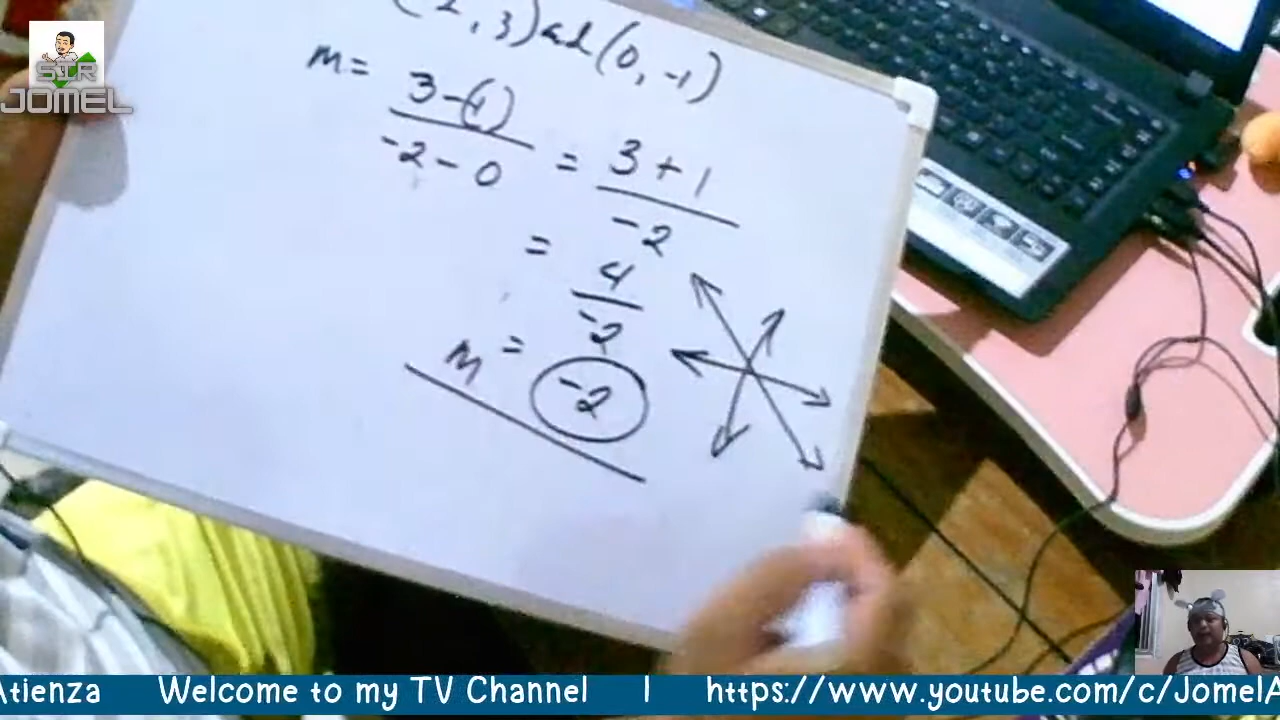 SIR
JOMEL
(2, 3) and (0, -1)
m = 3-(1)
-2 - 0
= 3 + 1
-2
= 4
-2
m = -2
Atienza Welcome to my TV Channel | https://www.youtube.com/c/JomelA